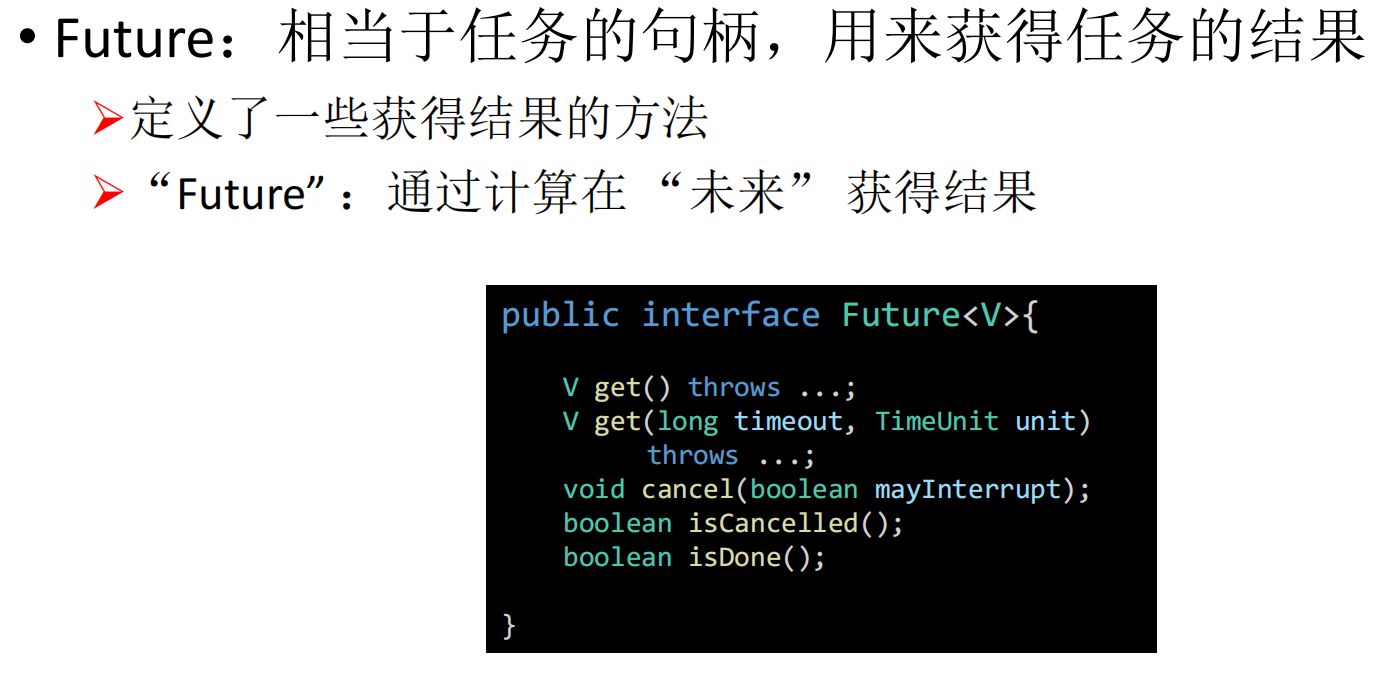 • Future：相当于任务的句柄，用来获得任务的结果
➢定义了一些获得结果的方法
➢“Future”：通过计算在“未来”获得结果
public interface Future<V>{
V get() throws ...;
V get(long timeout, TimeUnit unit)
throws ...;
void cancel(boolean mayInterrupt);
boolean isCancelled();
boolean isDone();
}